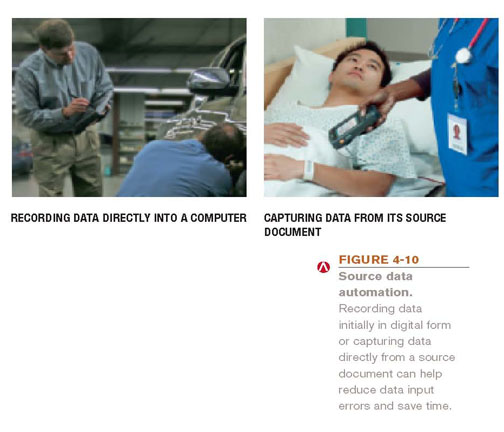 RECORDING DATA DIRECTLY INTO A COMPUTER
CAPTURING DATA FROM ITS SOURCE
DOCUMENT
FIGURE 4-10
Source data
automation.
Recording data
initially in digital form
or capturing data
directly from a source
document can help
reduce data input
errors and save time.